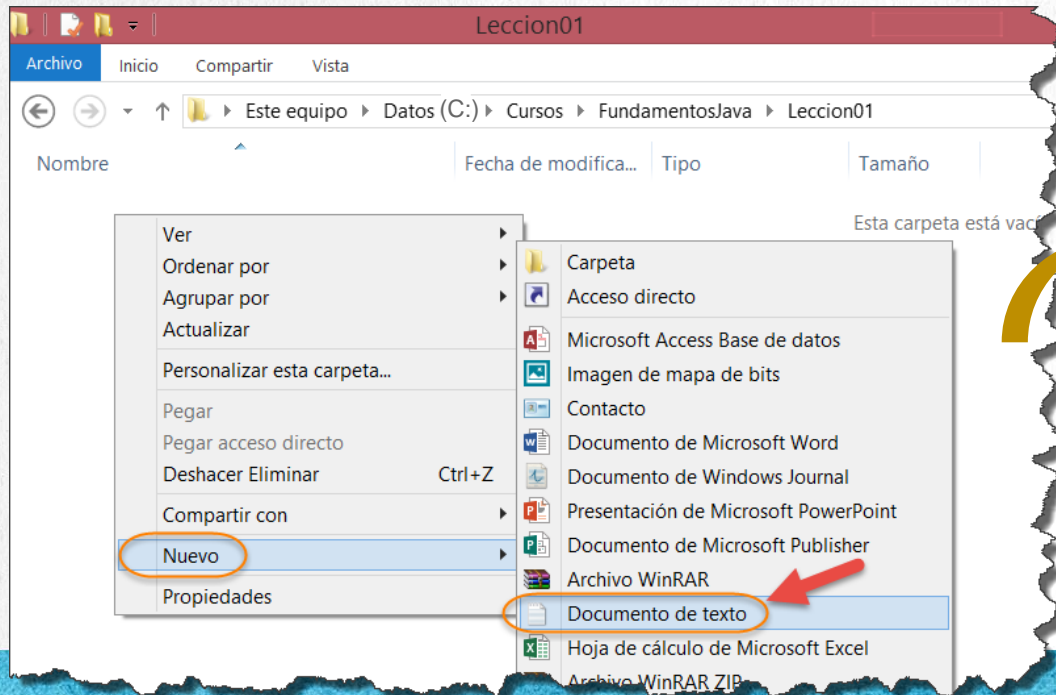 Leccion01
Archivo Inicio Compartir Vista
Este equipo Datos (C:) Cursos FundamentosJava Leccion01
Nombre Fecha de modifica... Tipo Tamaño
Esta carpeta está vací
Ver
Ordenar por
Agrupar por
Actualizar
Personalizar esta carpeta...
Pegar
Pegar acceso directo
Deshacer Eliminar Ctrl+Z
Compartir con
Nuevo
Propiedades
Carpeta
Acceso directo
Microsoft Access Base de datos
Imagen de mapa de bits
Contacto
Documento de Microsoft Word
Documento de Windows Journal
Presentación de Microsoft PowerPoint
Documento de Microsoft Publisher
Archivo WinRAR
Documento de texto
Hoja de cálculo de Microsoft Excel
Archivo WinRAR ZIP